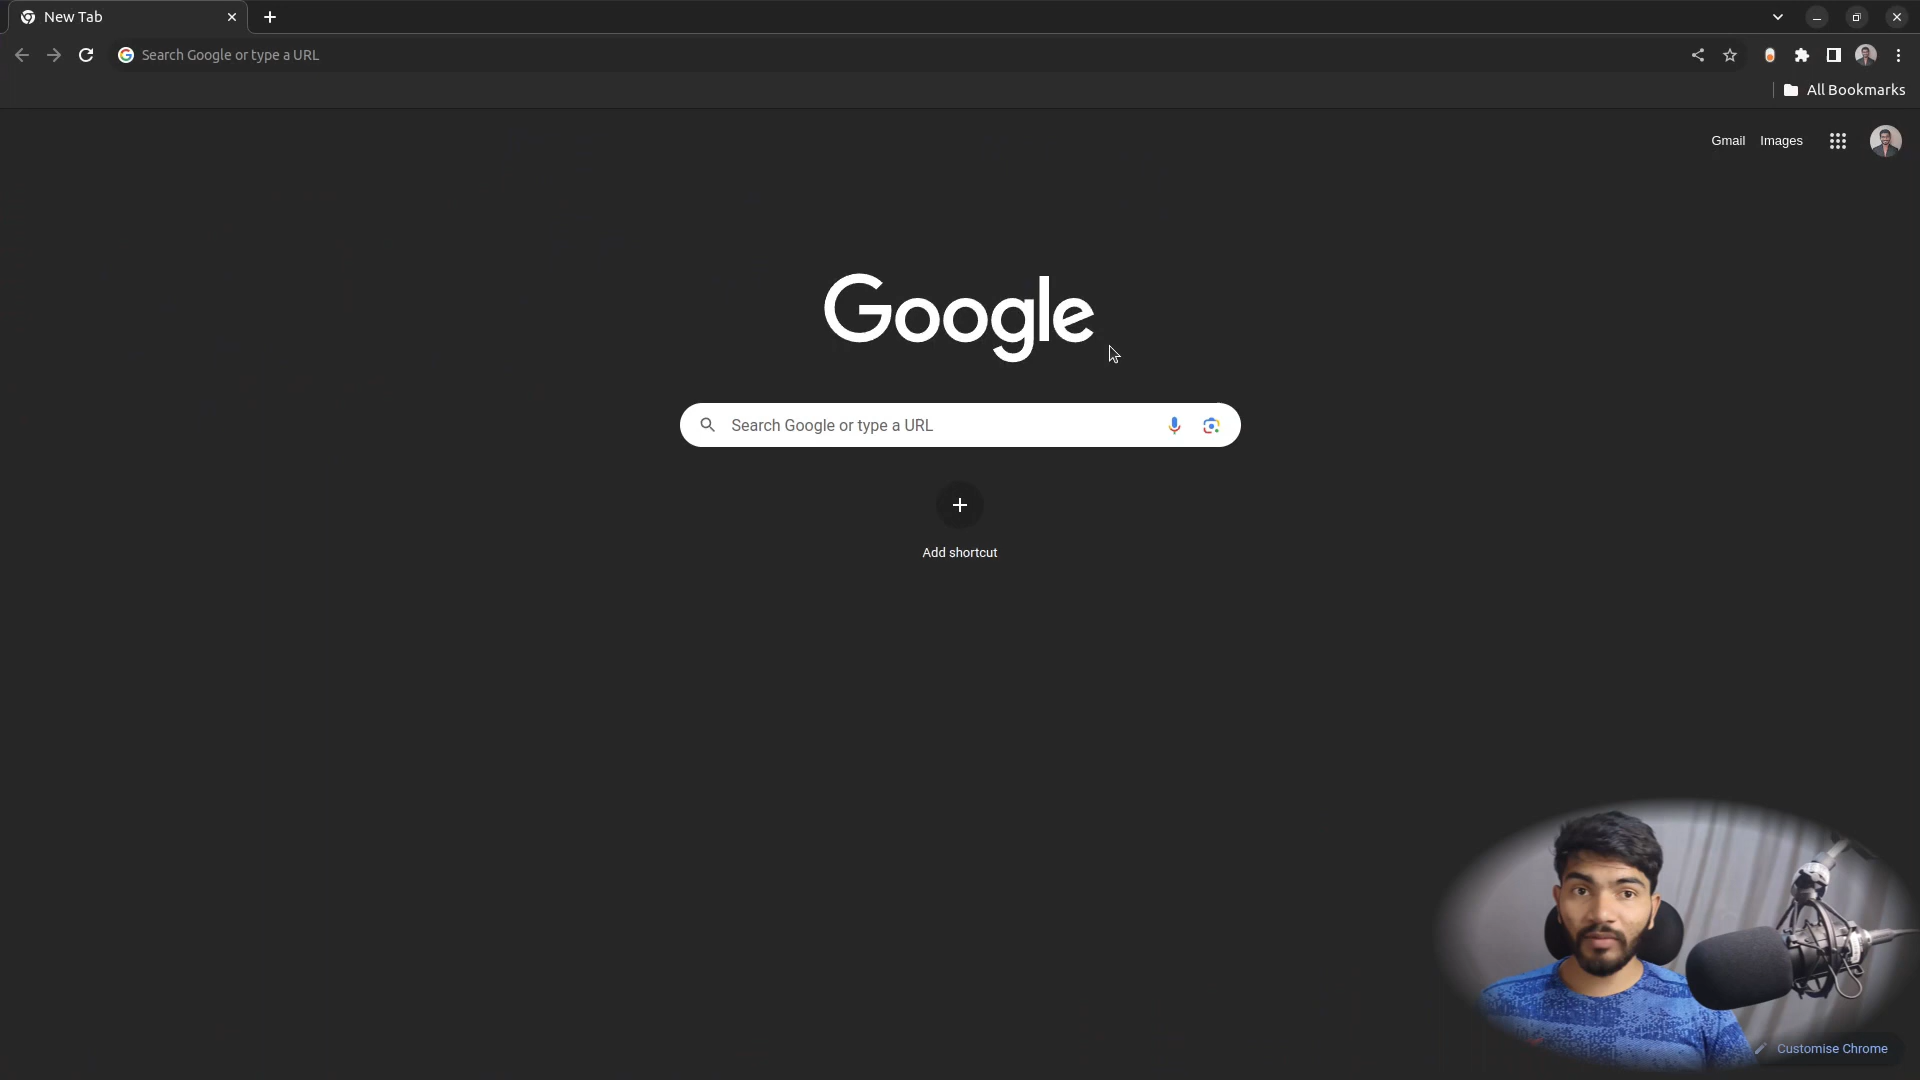 New Tab
Search Google or type a URL
All Bookmarks
Gmail Images
Google
Search Google or type a URL
Add shortcut
Customise Chrome